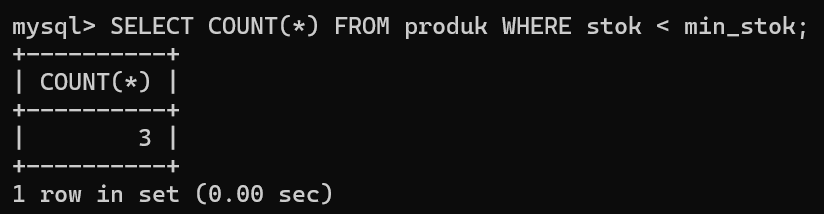 mysql> SELECT COUNT(*) FROM produk WHERE stok < min_stok;
+----------+
| COUNT(*) |
+----------+
|        3 |
+----------+
1 row in set (0.00 sec)